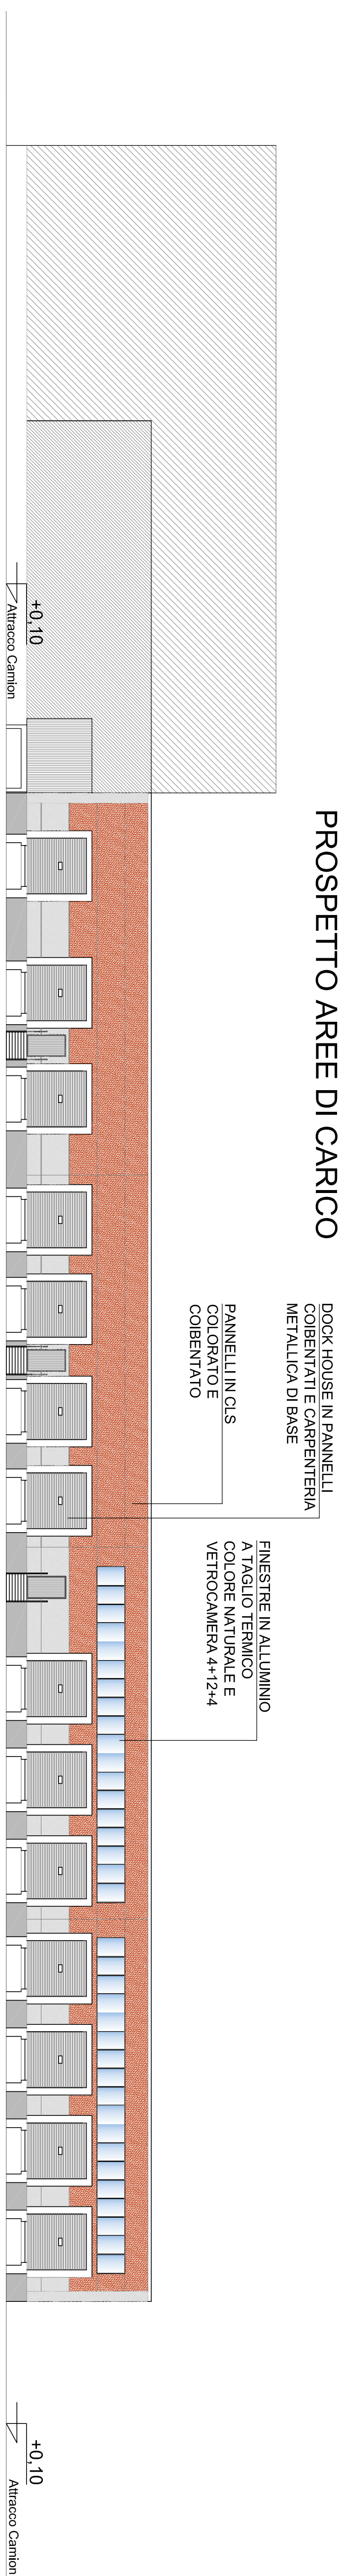 PROSPETTO AREE DI CARICO
DOCK HOUSE IN PANNELLI
COIBENTATI E CARPENTERIA
METALLICA DI BASE
PANNELLI IN CLS
COLORATO E
COIBENTATO
FINESTRE IN ALLUMINIO
A TAGLIO TERMICO
COLORE NATURALE E
VETROCAMERA 4+12+4
+0,10
Attracco Camion
+0,10
Attracco Camion